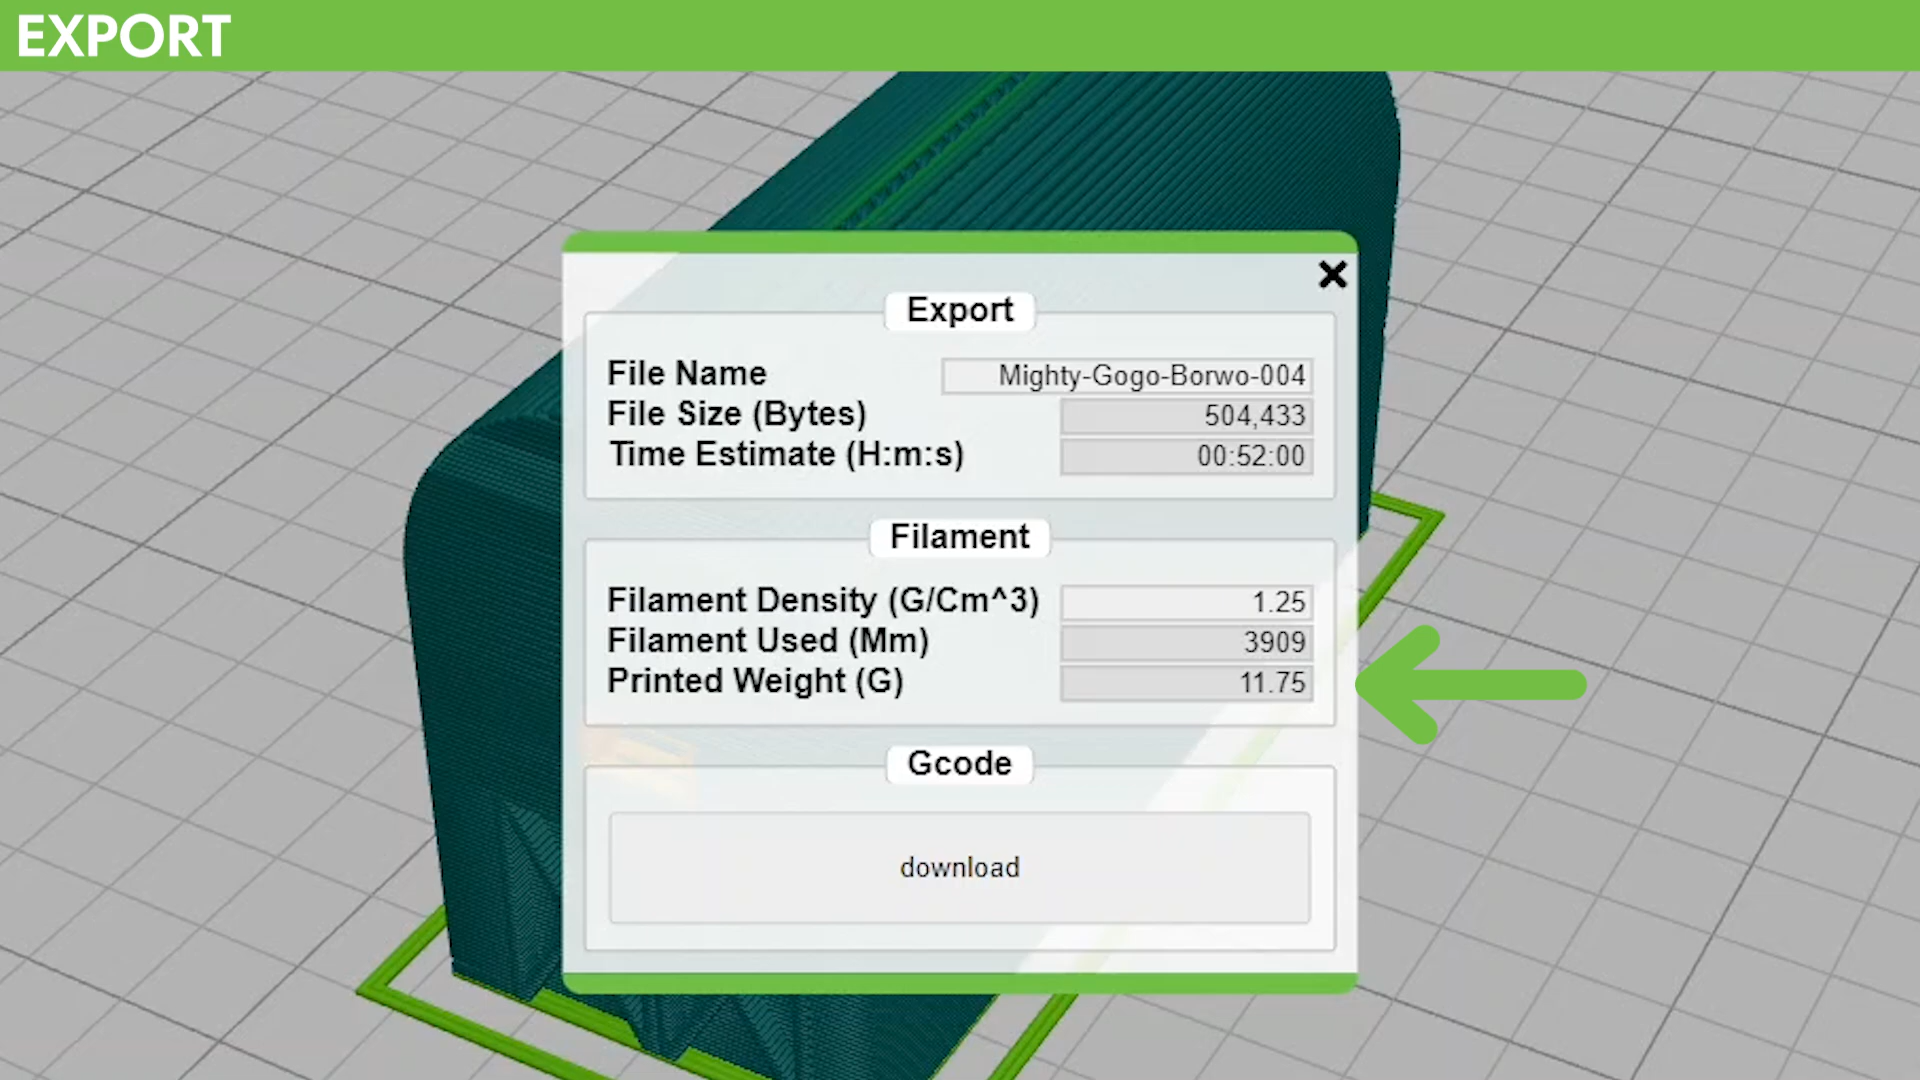 EXPORT
Export
File Name Mighty-Gogo-Borwo-004
File Size (Bytes) 504,433
Time Estimate (H:m:s) 00:52:00
Filament
Filament Density (G/Cm^3) 1.25
Filament Used (Mm) 3909
Printed Weight (G) 11.75
Gcode
download